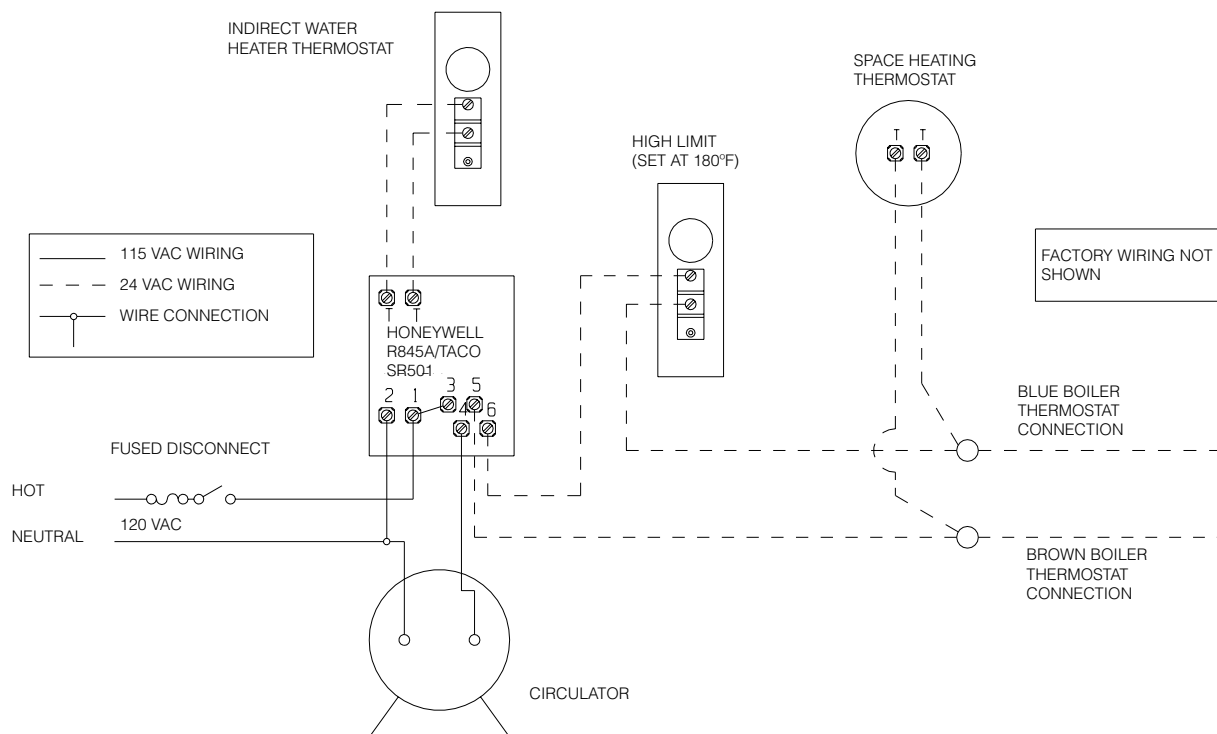 INDIRECT WATER
HEATER THERMOSTAT
SPACE HEATING
THERMOSTAT
T T
HIGH LIMIT
(SET AT 180ºF)
115 VAC WIRING
24 VAC WIRING
WIRE CONNECTION
FACTORY WIRING NOT
SHOWN
T T
HONEYWELL
R845A/TACO
SR501
2 1 3 5
4 6
BLUE BOILER
THERMOSTAT
CONNECTION
FUSED DISCONNECT
HOT
120 VAC
NEUTRAL
BROWN BOILER
THERMOSTAT
CONNECTION
CIRCULATOR